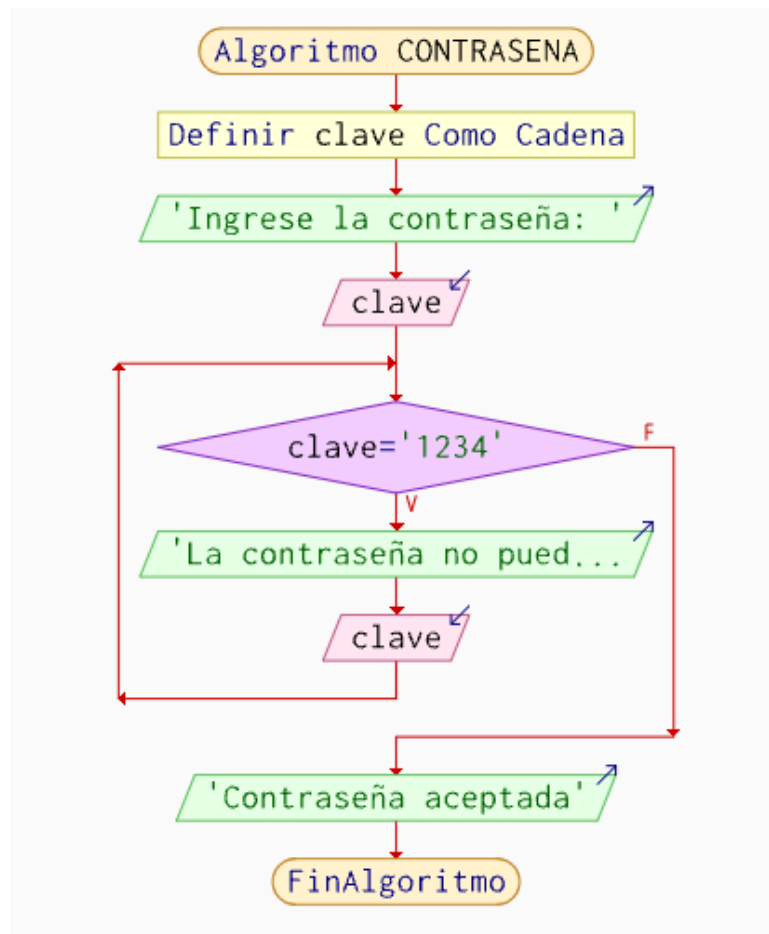 Algoritmo CONTRASENA
Definir clave Como Cadena
'Ingrese la contraseña: '
clave
clave='1234'
F
V
'La contraseña no pued...
clave
'Contraseña aceptada'
FinAlgoritmo